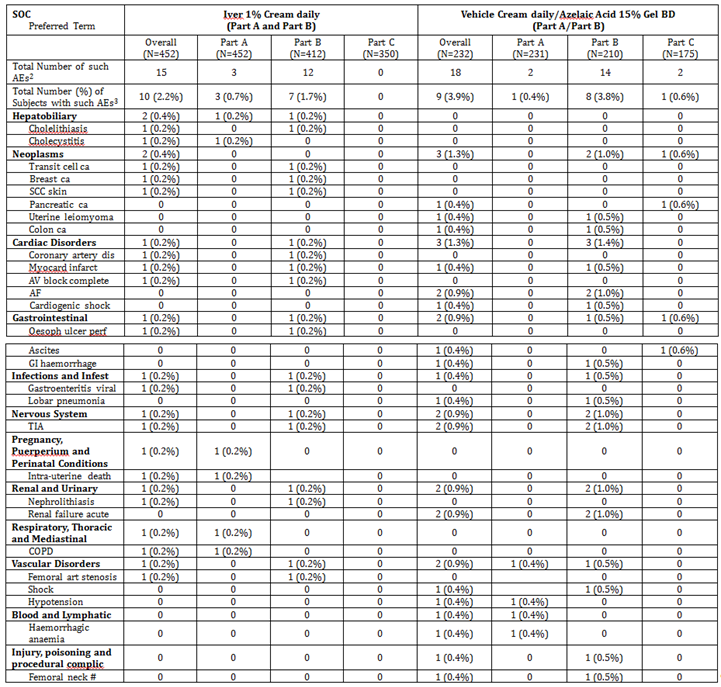 SOC Iver 1% Cream daily Vehicle Cream daily/Azelaic Acid 15% Gel BD
Preferred Term (Part A and Part B) (Part A/Part B)
Overall Part A Part B Part C Overall Part A Part B Part C
(N=452) (N=452) (N=412) (N=350) (N=232) (N=231) (N=210) (N=175)
Total Number of such
AEs2 15 3 12 0 18 2 14 2
Total Number (%) of
Subjects with such AEs3 10 (2.2%) 3 (0.7%) 7 (1.7%) 0 9 (3.9%) 1 (0.4%) 8 (3.8%) 1 (0.6%)
Hepatobiliary 2 (0.4%) 1 (0.2%) 1 (0.2%) 0 0 0 0 0
Cholelithiasis 1 (0.2%) 0 1 (0.2%) 0 0 0 0 0
Cholecystitis 1 (0.2%) 1 (0.2%) 0 0 0 0 0 0
Neoplasms 2 (0.4%) 0 0 0 3 (1.3%) 0 2 (1.0%) 1 (0.6%)
Transit cell ca 1 (0.2%) 0 1 (0.2%) 0 0 0 0 0
Breast ca 1 (0.2%) 0 1 (0.2%) 0 0 0 0 0
SCC skin 1 (0.2%) 0 1 (0.2%) 0 0 0 0 0
Pancreatic ca 0 0 0 0 1 (0.4%) 0 0 1 (0.6%)
Uterine leiomyoma 0 0 0 0 1 (0.4%) 0 1 (0.5%) 0
Colon ca 0 0 0 0 1 (0.4%) 0 1 (0.5%) 0
Cardiac Disorders 1 (0.2%) 0 1 (0.2%) 0 3 (1.3%) 0 3 (1.4%) 0
Coronary artery dis 1 (0.2%) 0 1 (0.2%) 0 0 0 0 0
Myocard infarct 1 (0.2%) 0 1 (0.2%) 0 1 (0.4%) 0 1 (0.5%) 0
AV block complete 1 (0.2%) 0 1 (0.2%) 0 0 0 0 0
AF 0 0 0 0 2 (0.9%) 0 2 (1.0%) 0
Cardiogenic shock 0 0 0 0 1 (0.4%) 0 1 (0.5%) 0
Gastrointestinal 1 (0.2%) 0 1 (0.2%) 0 2 (0.9%) 0 1 (0.5%) 1 (0.6%)
Oesoph ulcer perf 1 (0.2%) 0 1 (0.2%) 0 0 0 0 0
Ascites 0 0 0 0 1 (0.4%) 0 0 1 (0.6%)
GI haemorrhage 0 0 0 0 1 (0.4%) 0 1 (0.5%) 0
Infections and Infest 1 (0.2%) 0 1 (0.2%) 0 1 (0.4%) 0 1 (0.5%) 0
Gastroenteritis viral 1 (0.2%) 0 1 (0.2%) 0 0 0 0 0
Lobar pneumonia 0 0 0 0 1 (0.4%) 0 1 (0.5%) 0
Nervous System 1 (0.2%) 0 1 (0.2%) 0 2 (0.9%) 0 2 (1.0%) 0
TIA 1 (0.2%) 0 1 (0.2%) 0 2 (0.9%) 0 2 (1.0%) 0
Pregnancy,
Puerperium and 1 (0.2%) 1 (0.2%) 0 0 0 0 0 0
Perinatal Conditions
Intra-uterine death 1 (0.2%) 1 (0.2%) 0 0 0 0 0
Renal and Urinary 1 (0.2%) 0 1 (0.2%) 0 2 (0.9%) 0 2 (1.0%) 0
Nephrolithiasis 1 (0.2%) 0 1 (0.2%) 0 0 0 0 0
Renal failure acute 0 0 0 0 2 (0.9%) 0 2 (1.0%) 0
Respiratory, Thoracic
and Mediastinal 1 (0.2%) 1 (0.2%) 0 0 0 0 0 0
COPD 1 (0.2%) 1 (0.2%) 0 0 0 0 0 0
Vascular Disorders 1 (0.2%) 0 1 (0.2%) 0 2 (0.9%) 1 (0.4%) 1 (0.5%) 0
Femoral art stenosis 1 (0.2%) 0 1 (0.2%) 0 0 0 0
Shock 0 0 0 0 1 (0.4%) 1 (0.5%) 0
Hypotension 0 0 0 0 1 (0.4%) 1 (0.4%) 0 0
Blood and Lymphatic 0 0 0 0 1 (0.4%) 1 (0.4%) 0 0
Haemorrhagic
anaemia 0 0 0 0 1 (0.4%) 1 (0.4%) 0 0
Injury, poisoning and
procedural complic 0 0 0 0 1 (0.4%) 0 1 (0.5%) 0
Femoral neck # 0 0 0 0 1 (0.4%) 0 1 (0.5%) 0